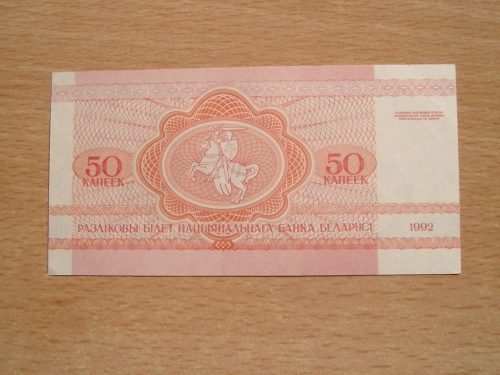 50 50
КАПЕЕК КАПЕЕК
РАЗЛІКОВЫ БІЛЕТ НАЦЫЯНАЛЬНАГА БАНКА БЕЛАРУСІ 1992